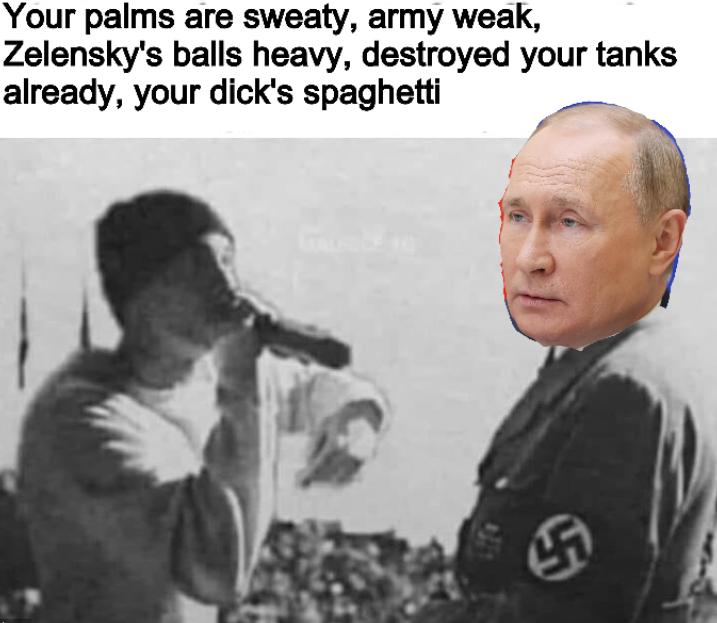 Your palms are sweaty, army weak,
Zelensky's balls heavy, destroyed your tanks
already, your dick's spaghetti